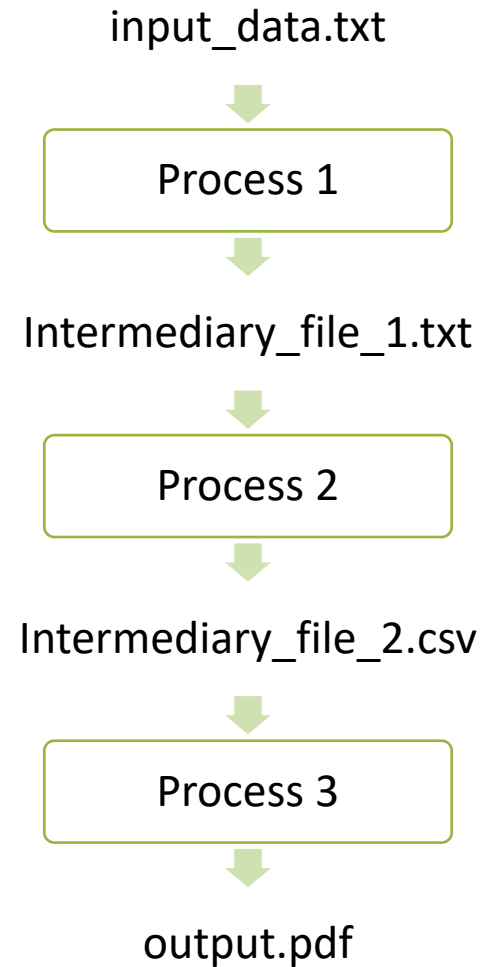 input_data.txt
Process 1
Intermediary_file_1.txt
Process 2
Intermediary_file_2.csv
Process 3
output.pdf